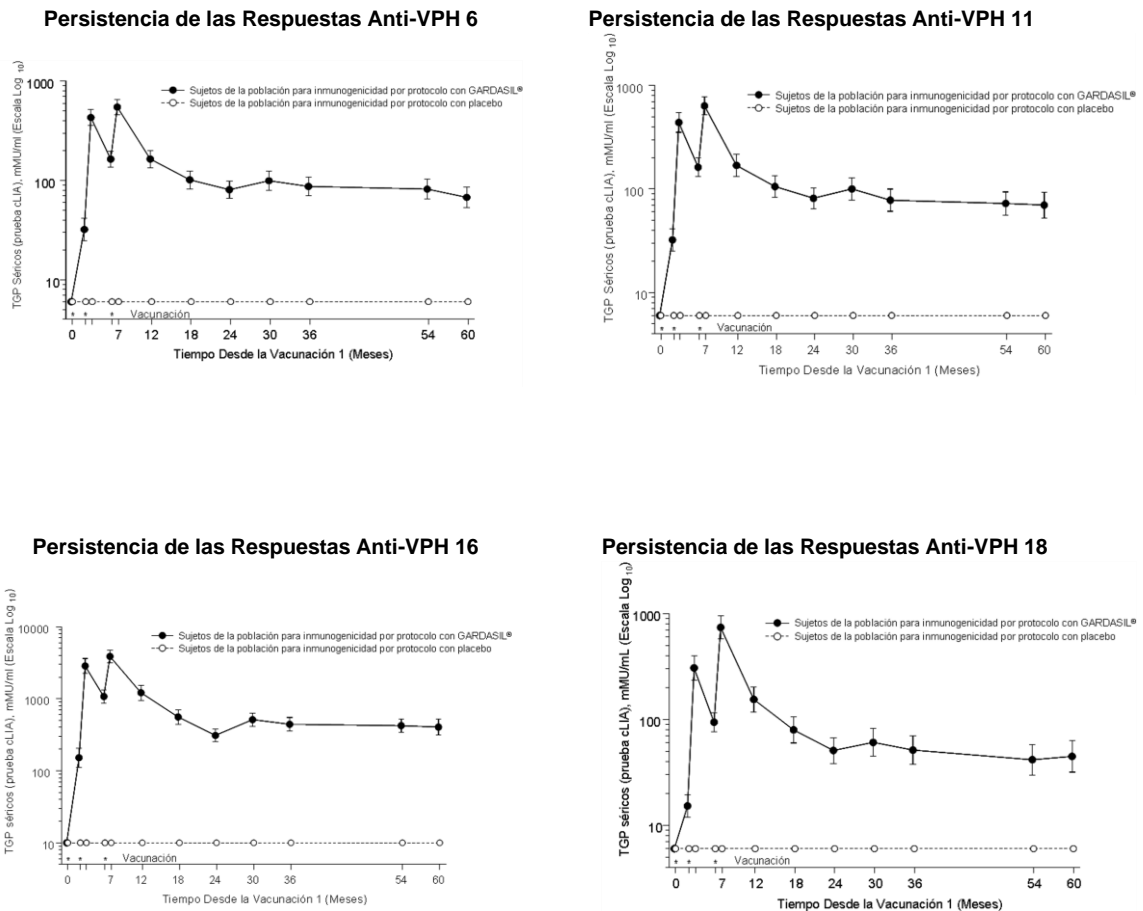 Persistencia de las Respuestas Anti-VPH 6
TGP Séricos (prueba cLIA), mMU/ml (Escala Log 10)
1000
100
10
Sujetos de la población para inmunogenicidad por protocolo con GARDASIL®
Sujetos de la población para inmunogenicidad por protocolo con placebo
* * * Vacunación
0 7 12 18 24 30 36 54 60
Tiempo Desde la Vacunación 1 (Meses)
Persistencia de las Respuestas Anti-VPH 11
TGP Séricos (prueba cLIA), mMU/ml (Escala Log 10)
1000
100
10
Sujetos de la población para inmunogenicidad por protocolo con GARDASIL®
Sujetos de la población para inmunogenicidad por protocolo con placebo
* * * Vacunación
0 7 12 18 24 30 36 54 60
Tiempo Desde la Vacunación 1 (Meses)
Persistencia de las Respuestas Anti-VPH 16
TGP séricos (prueba cLIA), mMU/ml (Escala Log 10)
10000
1000
100
10
Sujetos de la población para inmunogenicidad por protocolo con GARDASIL®
Sujetos de la población para inmunogenicidad por protocolo con placebo
* * * Vacunación
0 7 12 18 24 30 36 54 60
Tiempo Desde la Vacunación 1 (Meses)
Persistencia de las Respuestas Anti-VPH 18
TGP séricos (prueba cLIA), mMU/mL (Escala Log 10)
1000
100
10
Sujetos de la población para inmunogenicidad por protocolo con GARDASIL®
Sujetos de la población para inmunogenicidad por protocolo con placebo
* * * Vacunación
0 7 12 18 24 30 36 54 60
Tiempo Desde la Vacunación 1 (Meses)